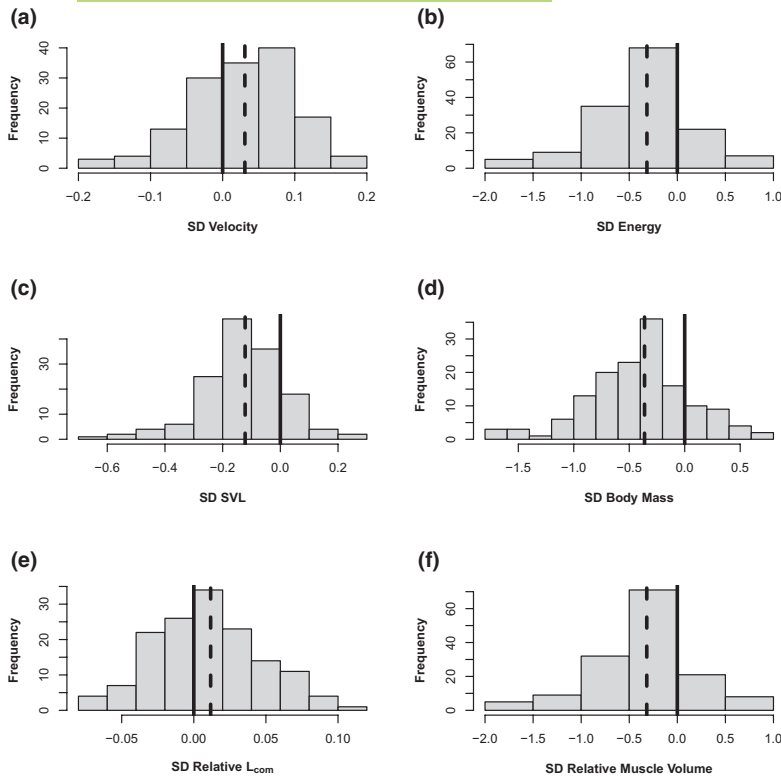 (a)
Frequency
0 10 20 30 40
−0.2 −0.1 0.0 0.1 0.2
SD Velocity
(b)
Frequency
0 20 40 60
−2.0 −1.5 −1.0 −0.5 0.0 0.5 1.0
SD Energy
(c)
Frequency
0 10 30
−0.6 −0.4 −0.2 0.0 0.2
SD SVL
(d)
Frequency
0 10 20 30
−1.5 −1.0 −0.5 0.0 0.5
SD Body Mass
(e)
Frequency
0 10 20 30
−0.05 0.00 0.05 0.10
SD Relative Lcom
(f)
Frequency
0 20 40 60
−2.0 −1.5 −1.0 −0.5 0.0 0.5 1.0
SD Relative Muscle Volume